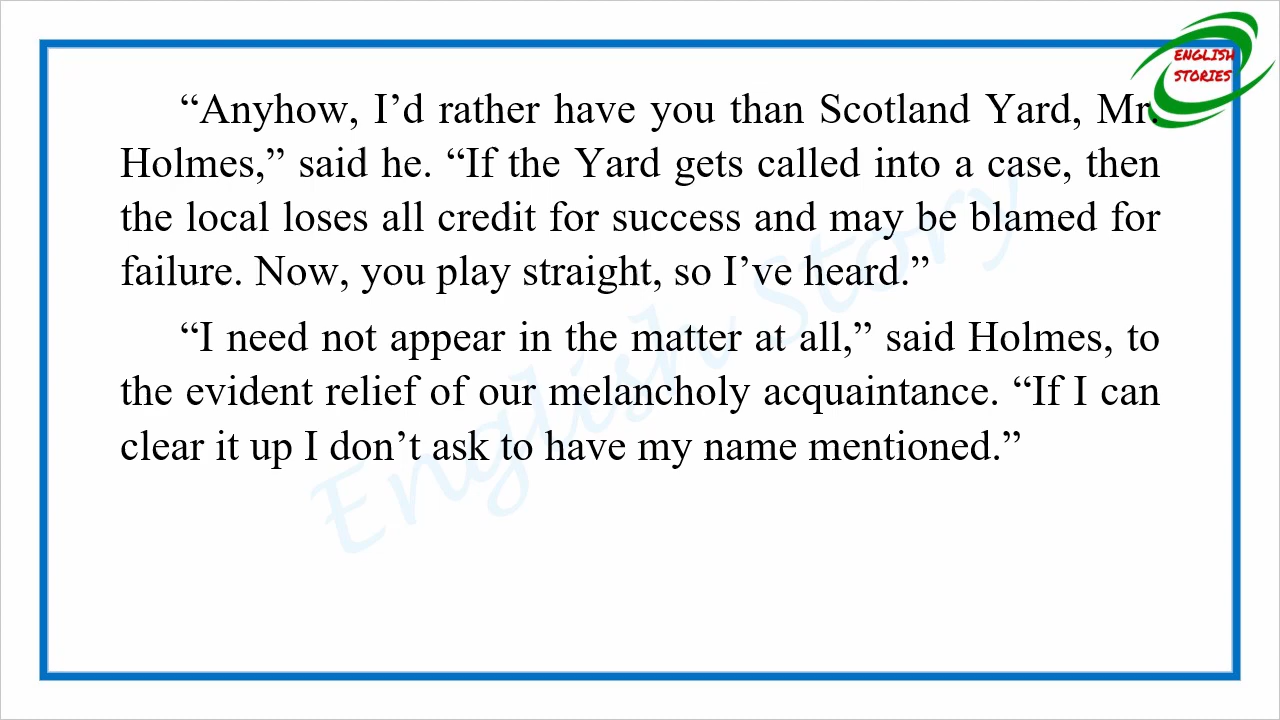 ENGLISH
STORIES
“Anyhow, I’d rather have you than Scotland Yard, Mr.
Holmes,” said he. “If the Yard gets called into a case, then
the local loses all credit for success and may be blamed for
failure. Now, you play straight, so I’ve heard.”
“I need not appear in the matter at all,” said Holmes, to
the evident relief of our melancholy acquaintance. “If I can
clear it up I don’t ask to have my name mentioned.”
English Story